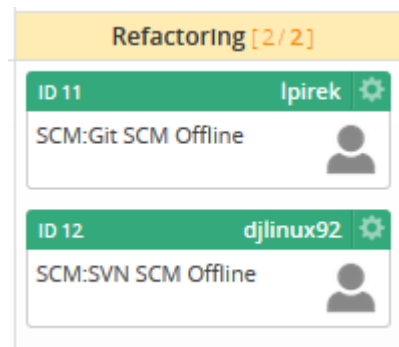 Refactoring [2/2]
ID 11 lpirek
SCM:Git SCM Offline
ID 12 djlinux92
SCM:SVN SCM Offline